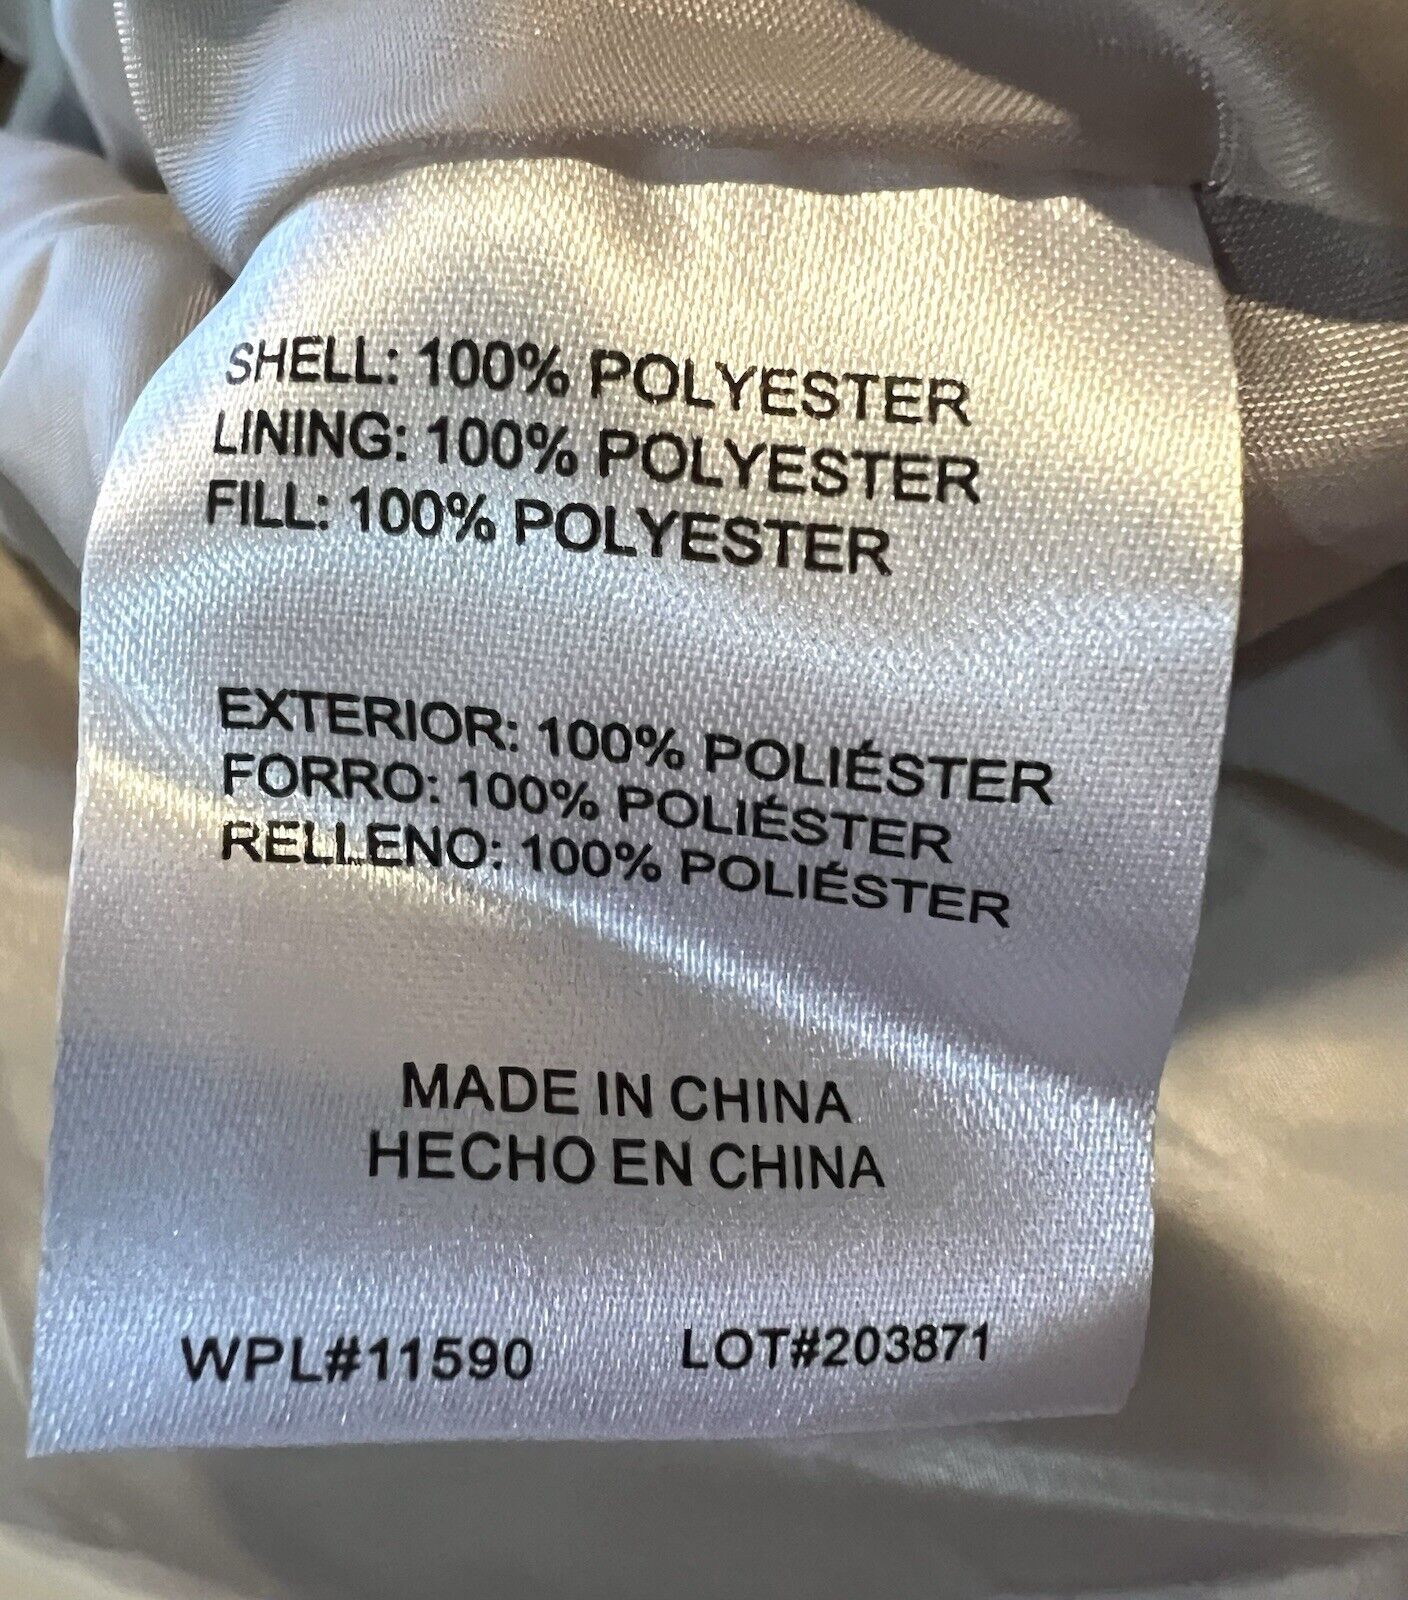 SHELL: 100% POLYESTER
LINING: 100% POLYESTER
FILL: 100% POLYESTER
EXTERIOR: 100% POLIÉSTER
FORRO: 100% POLIÉSTER
RELLENO: 100% POLIÉSTER
MADE IN CHINA
HECHO EN CHINA
WPL#11590 LOT#203871